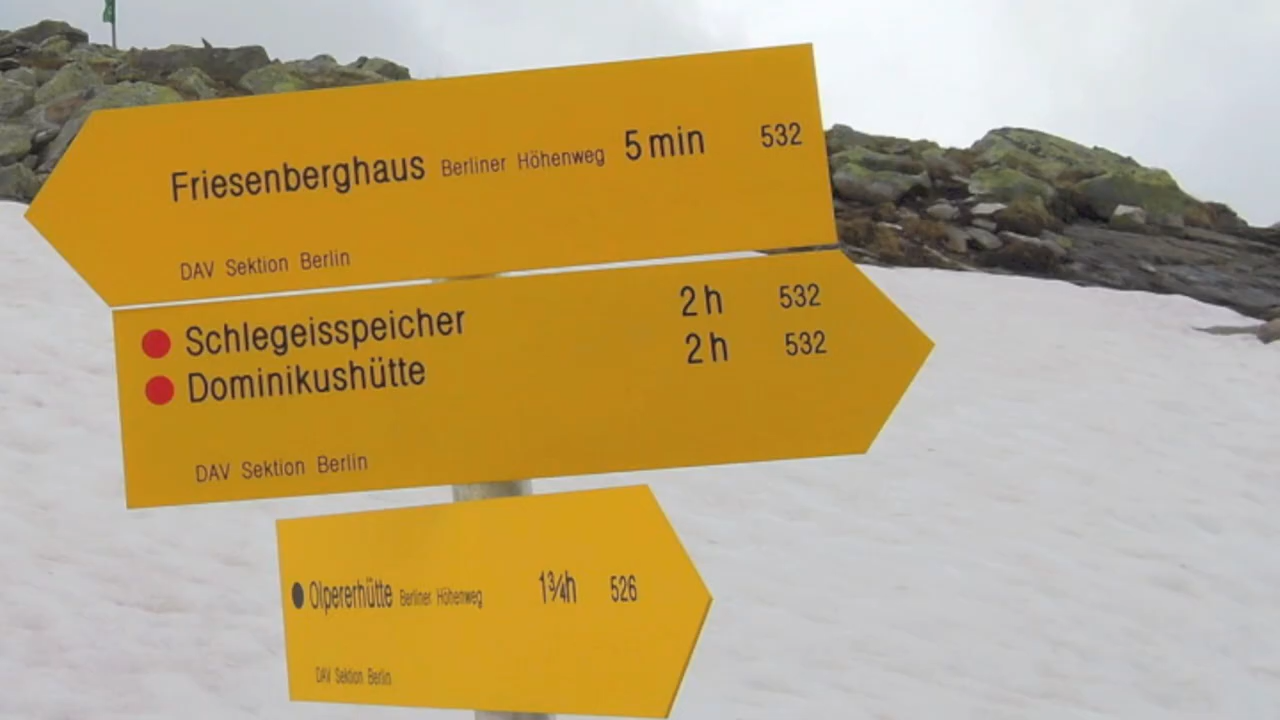 Friesenberghaus Berliner Höhenweg 5 min 532
DAV Sektion Berlin
Schlegeisspeicher 2 h 532
Dominikushütte 2 h 532
DAV Sektion Berlin
Olpererhütte Berliner Höhenweg 1¾h 526
DAV Sektion Berlin